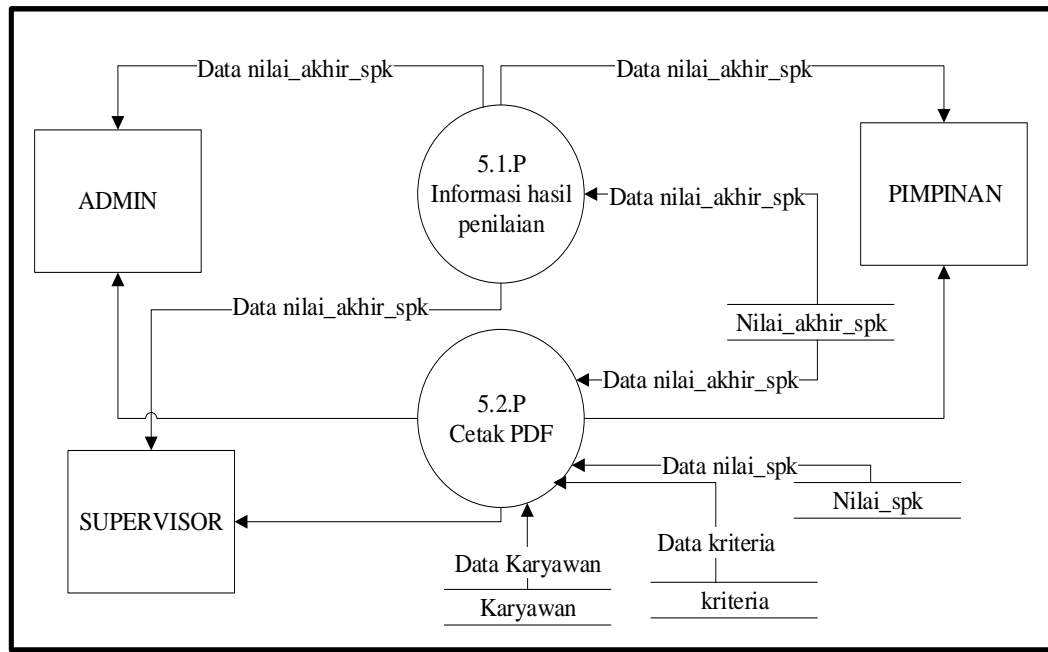 Data nilai_akhir_spk
Data nilai_akhir_spk
5.1.P
Informasi hasil
penilaian
ADMIN
PIMPINAN
Data nilai_akhir_spk
Data nilai_akhir_spk
Nilai_akhir_spk
Data nilai_akhir_spk
5.2.P
Cetak PDF
Data nilai_spk
Nilai_spk
SUPERVISOR
Data kriteria
Data Karyawan
kriteria
Karyawan